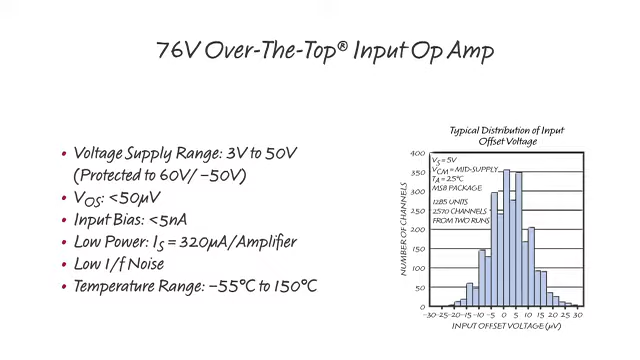 76V Over-The-Top® Input Op Amp
• Voltage Supply Range: 3V to 50V
(Protected to 60V/ −50V)
• VOS: <50µV
• Input Bias: <5nA
• Low Power: IS = 320µA/Amplifier
• Low 1/f Noise
• Temperature Range: −55°C to 150°C
Typical Distribution of Input
Offset Voltage
NUMBER OF CHANNELS
400
350
300
250
200
150
100
50
0
VS = 5V
VCM = MID-SUPPLY
TA = 25°C
MS8 PACKAGE
1285 UNITS
2570 CHANNELS
FROM TWO RUNS
−30 −25 −20 −15 −10 −5 0 5 10 15 20 25 30
INPUT OFFSET VOLTAGE (µV)